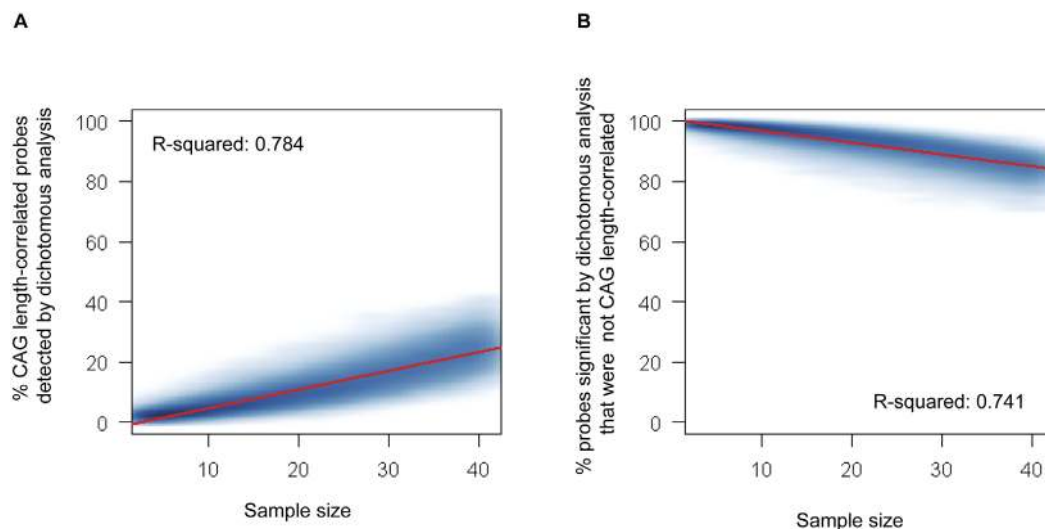 A
% CAG length-correlated probes
detected by dichotomous analysis
100
80
60
40
20
0
R-squared: 0.784
10
20
30
40
Sample size
B
% probes significant by dichotomous analysis
that were not CAG length-correlated
100
80
60
40
20
0
R-squared: 0.741
10
20
30
40
Sample size